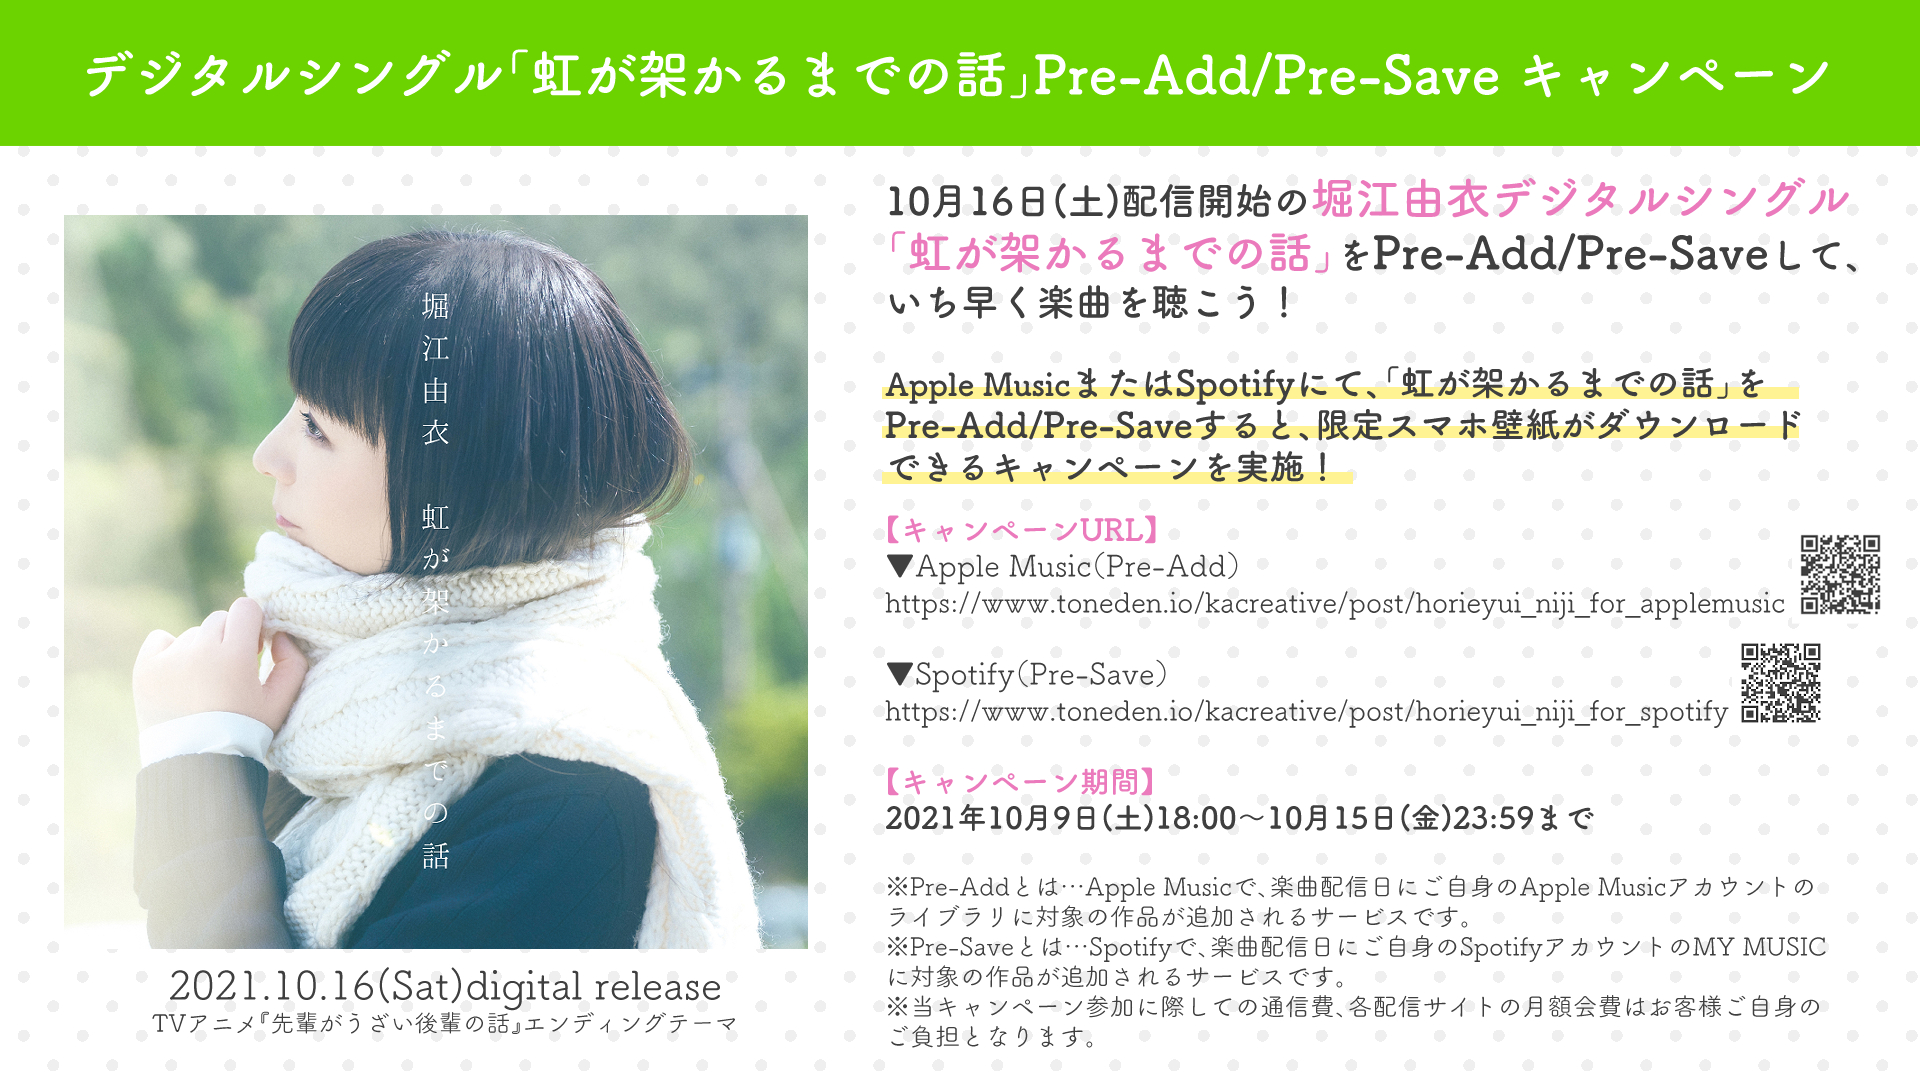 デジタルシングル「虹が架かるまでの話」Pre-Add/Pre-Save キャンペーン
堀江由衣 虹が架かるまでの話
2021.10.16(Sat)digital release
TVアニメ『先輩がうざい後輩の話』エンディングテーマ
10月16日(土)配信開始の堀江由衣デジタルシングル
「虹が架かるまでの話」をPre-Add/Pre-Saveして、
いち早く楽曲を聴こう！
Apple MusicまたはSpotifyにて、「虹が架かるまでの話」を
Pre-Add/Pre-Saveすると、限定スマホ壁紙がダウンロード
できるキャンペーンを実施！
【キャンペーンURL】
▼Apple Music(Pre-Add)
https://www.toneden.io/kacreative/post/horieyui_niji_for_applemusic
▼Spotify(Pre-Save)
https://www.toneden.io/kacreative/post/horieyui_niji_for_spotify
【キャンペーン期間】
2021年10月9日(土)18:00～10月15日(金)23:59まで
※Pre-Addとは…Apple Musicで、楽曲配信日にご自身のApple Musicアカウントの
ライブラリに対象の作品が追加されるサービスです。
※Pre-Saveとは…Spotifyで、楽曲配信日にご自身のSpotifyアカウントのMY MUSIC
に対象の作品が追加されるサービスです。
※当キャンペーン参加に際しての通信費、各配信サイトの月額会費はお客様ご自身の
ご負担となります。